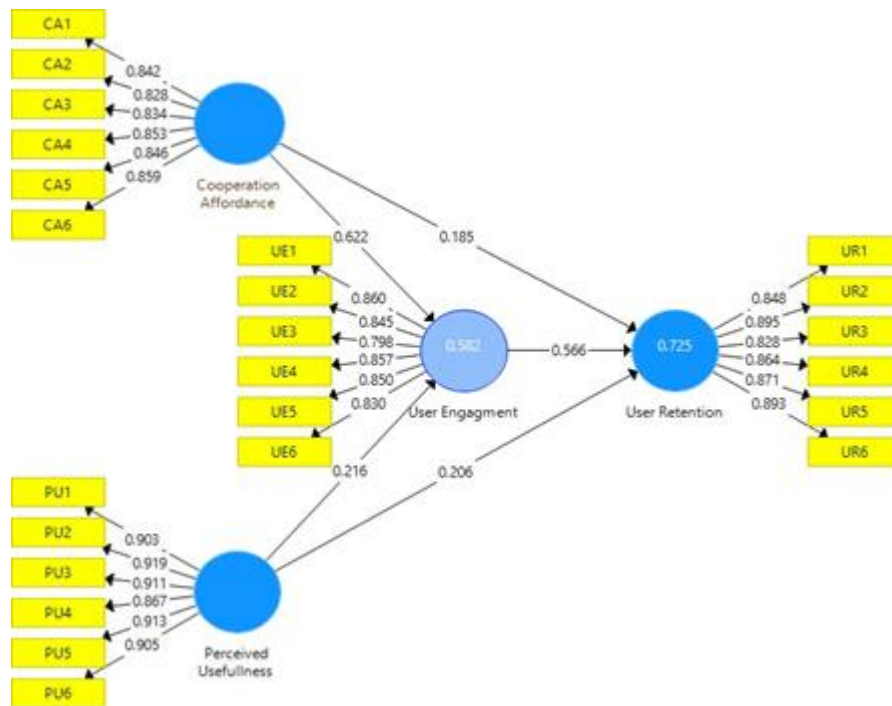 CA1
CA2
CA3
CA4
CA5
CA6
0.842
0.828
0.834
0.853
0.846
0.859
Cooperation
Affordance
0.622
0.185
UE1
UE2
UE3
UE4
UE5
UE6
0.860
0.845
0.798
0.857
0.850
0.830
0.582
User Engagment
0.566
0.725
User Retention
0.848
0.895
0.828
0.864
0.871
0.893
UR1
UR2
UR3
UR4
UR5
UR6
0.216
0.206
PU1
PU2
PU3
PU4
PU5
PU6
0.903
0.919
0.911
0.867
0.913
0.905
Perceived
Usefullness